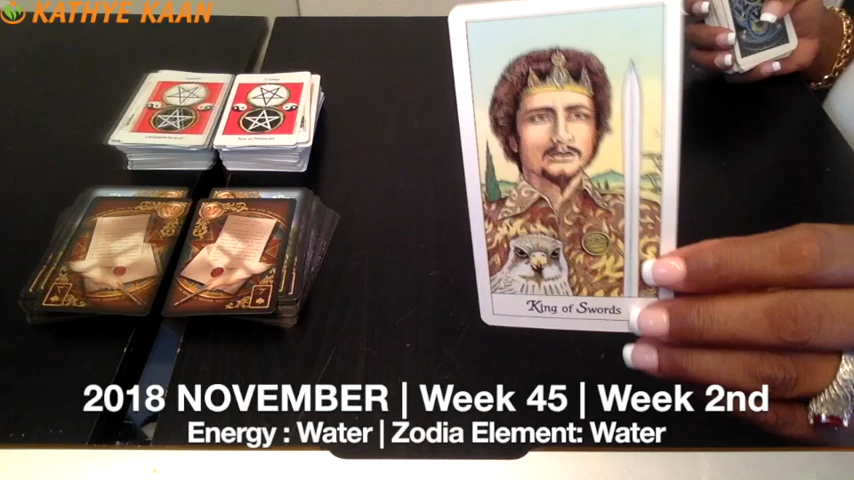 KATHYE KAAN
King of Swords
2018 NOVEMBER | Week 45 | Week 2nd
Energy : Water | Zodia Element: Water